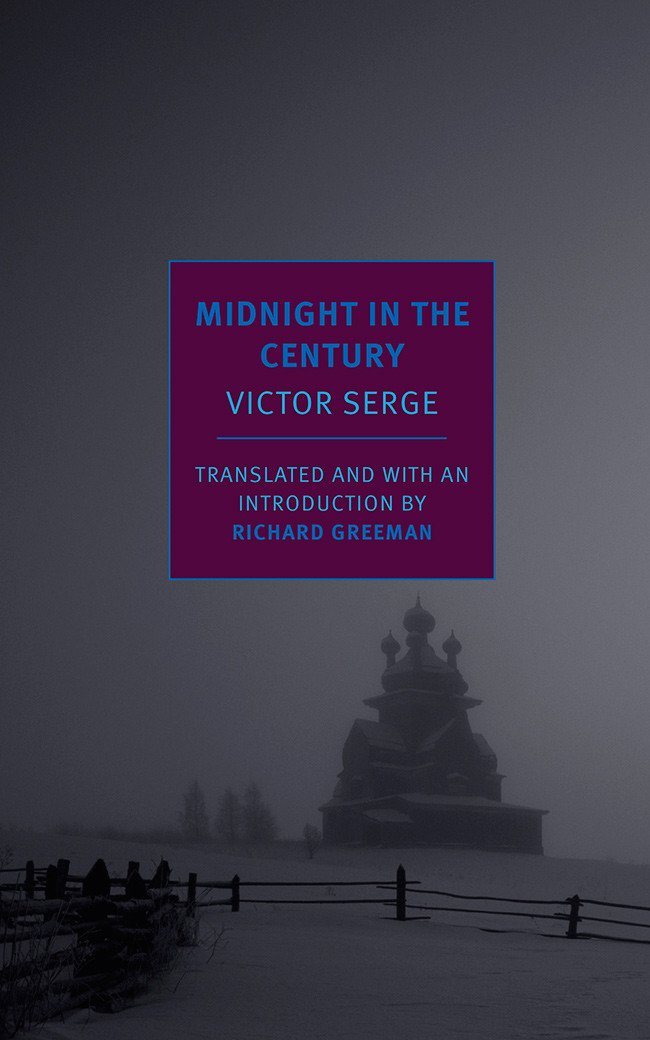 MIDNIGHT IN THE
CENTURY
VICTOR SERGE
TRANSLATED AND WITH AN
INTRODUCTION BY
RICHARD GREEMAN